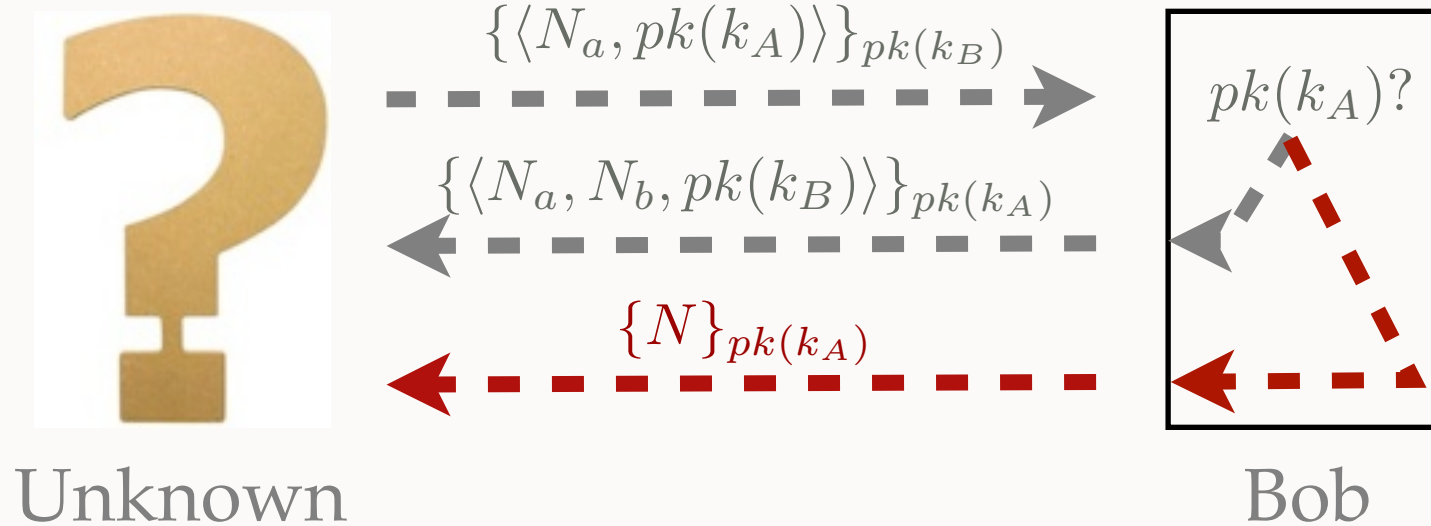 {⟨N_a, pk(k_A)⟩}_{pk(k_B)}
pk(k_A)?
{⟨N_a, N_b, pk(k_B)⟩}_{pk(k_A)}
{N}_{pk(k_A)}
Unknown
Bob